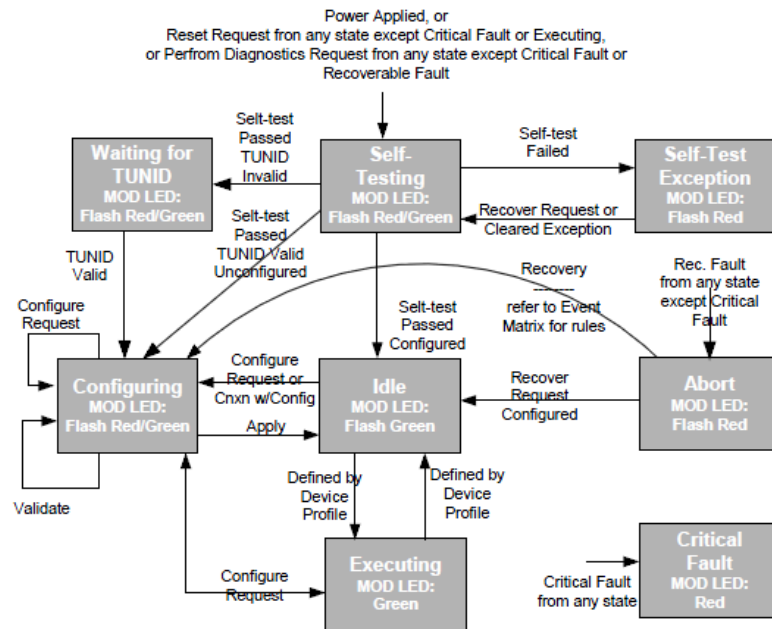 Power Applied, or
Reset Request fron any state except Critical Fault or Executing,
or Perfrom Diagnostics Request fron any state except Critical Fault or
Recoverable Fault
Waiting for
TUNID
MOD LED:
Flash Red/Green
Selt-test
Passed
TUNID
Invalid
Self-
Testing
MOD LED:
Flash Red/Green
Self-test
Failed
Self-Test
Exception
MOD LED:
Flash Red
Recover Request or
Cleared Exception
TUNID
Valid
Selt-test
Passed
TUNID Valid
Unconfigured
Recovery
--------
refer to Event
Matrix for rules
Rec. Fault
from any state
except Critical
Fault
Configure
Request
Selt-test
Passed
Configured
Configuring
MOD LED:
Flash Red/Green
Configure
Request or
Cnxn w/Config
Apply
Idle
MOD LED:
Flash Green
Recover
Request
Configured
Abort
MOD LED:
Flash Red
Validate
Defined by
Device
Profile
Defined by
Device
Profile
Configure
Request
Executing
MOD LED:
Green
Critical Fault
from any state
Critical
Fault
MOD LED:
Red